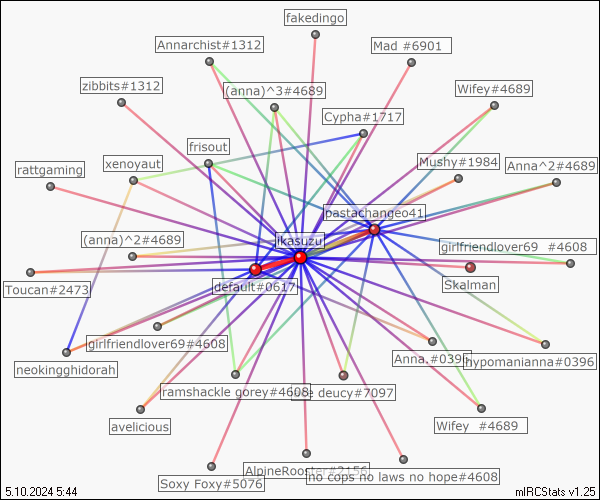 fakedingo
Annarchist#1312
Mad #6901
zibbits#1312
(anna)^3#4689
Wifey#4689
Cypha#1717
frisout
rattgaming
xenoyaut
Mushy#1984
Anna^2#4689
pastachange041
ikasuzu
(anna)^2#4689
girlfriendlover69 #4608
Toucan#2473
default#0617
Skalman
girlfriendlover69#4608
neokingghidorah
Anna.#0396
hypomanianna#0396
ramshackle gorey#4608
deucy#7097
avelicious
Wifey #4689
AlpineRooster#2156
Soxy Foxy#5076
no cops no laws no hope#4608
5.10.2024 5:44
mIRCStats v1.25